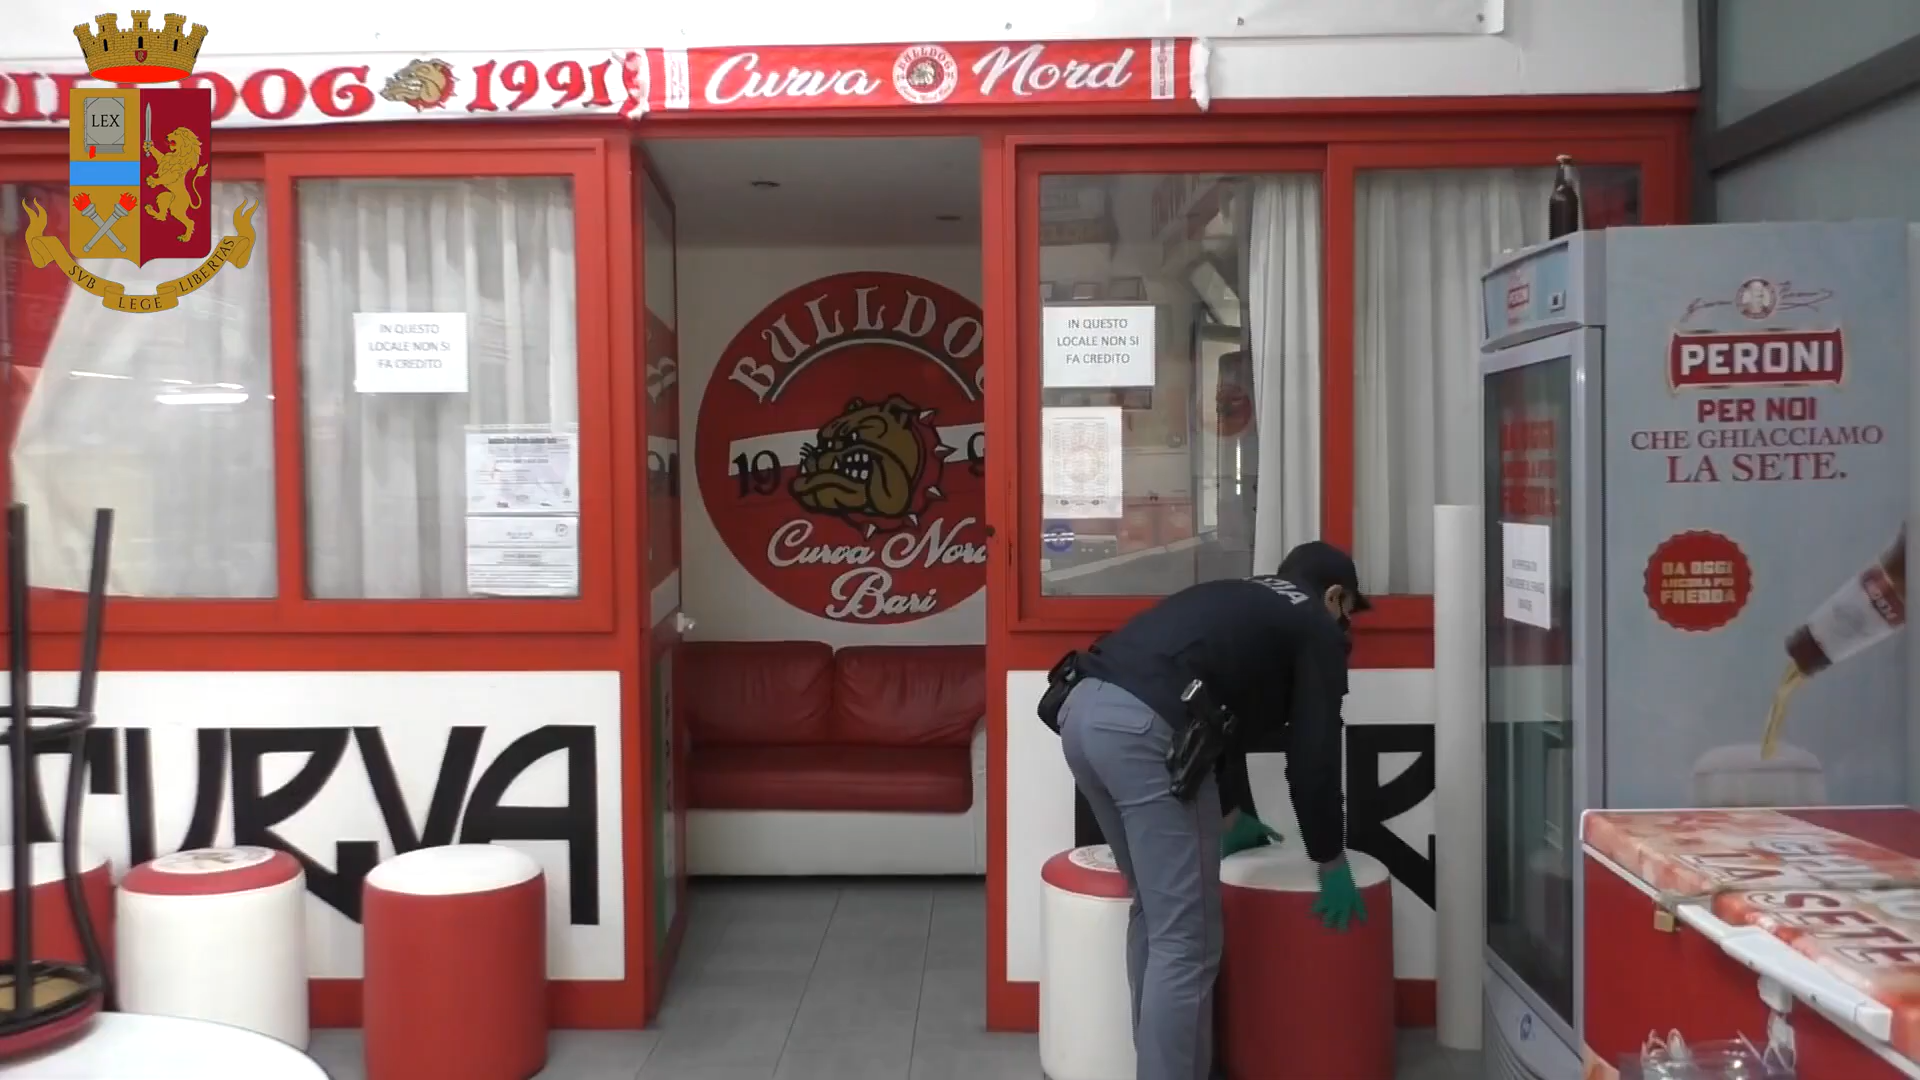 BULLDOG 1991
Curva Nord
LEX
SVB LEGE LIBERTAS
IN QUESTO
LOCALE NON SI
FA CREDITO
BULLDO
19
Curva Nord
Bari
IN QUESTO
LOCALE NON SI
FA CREDITO
PERONI
PERONI
PER NOI
CHE GHIACCIAMO
LA SETE.
DA OGGI
ANCORA PIÙ
FREDDA
CURVA
LA SETE